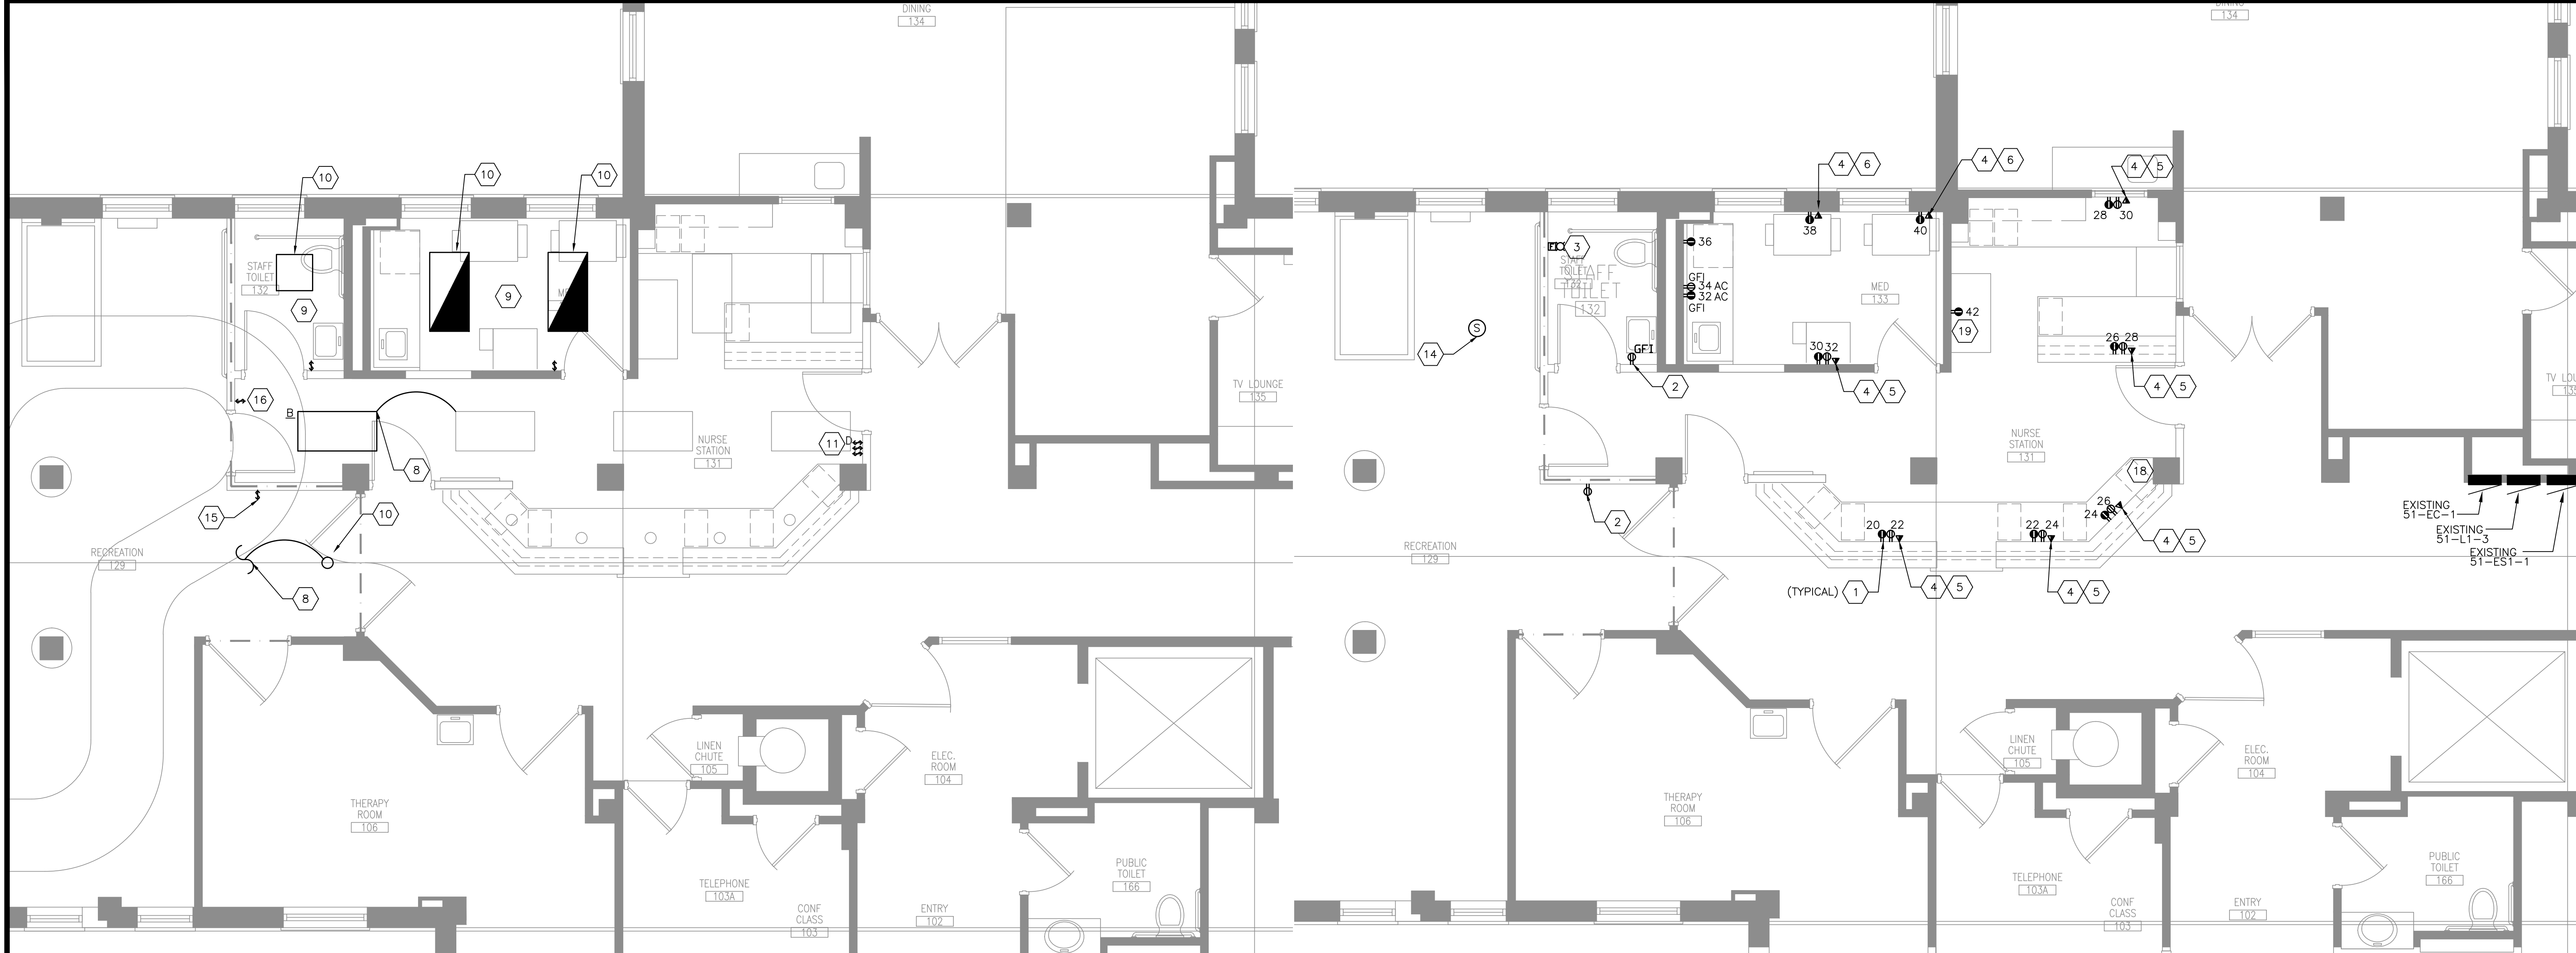 DINING
134
10
10
10
STAFF
TOILET
132
9
9
16
B
8
11
D
NURSE
STATION
131
TV LOUNGE
135
15
10
8
RECREATION
129
LINEN
CHUTE
105
ELEC.
ROOM
104
THERAPY
ROOM
106
PUBLIC
TOILET
166
TELEPHONE
103A
CONF
CLASS
103
ENTRY
102
DINING
134
4 6
4 6
4 5
28 30
38
40
3
36
STAFF
TOILET
132
STAFF
TOILET
132
GFI
34 AC
32 AC
GFI
MED
133
42
19
S
14
GFI
2
30 32
4 5
26 28
4 5
NURSE
STATION
131
18
2
20 22
22 24
24
26
4 5
(TYPICAL) 1
4 5
4 5
EXISTING
51-EC-1
EXISTING
51-L1-3
EXISTING
51-ES1-1
RECREATION
129
LINEN
CHUTE
105
ELEC.
ROOM
104
THERAPY
ROOM
106
PUBLIC
TOILET
166
TELEPHONE
103A
CONF
CLASS
103
ENTRY
102